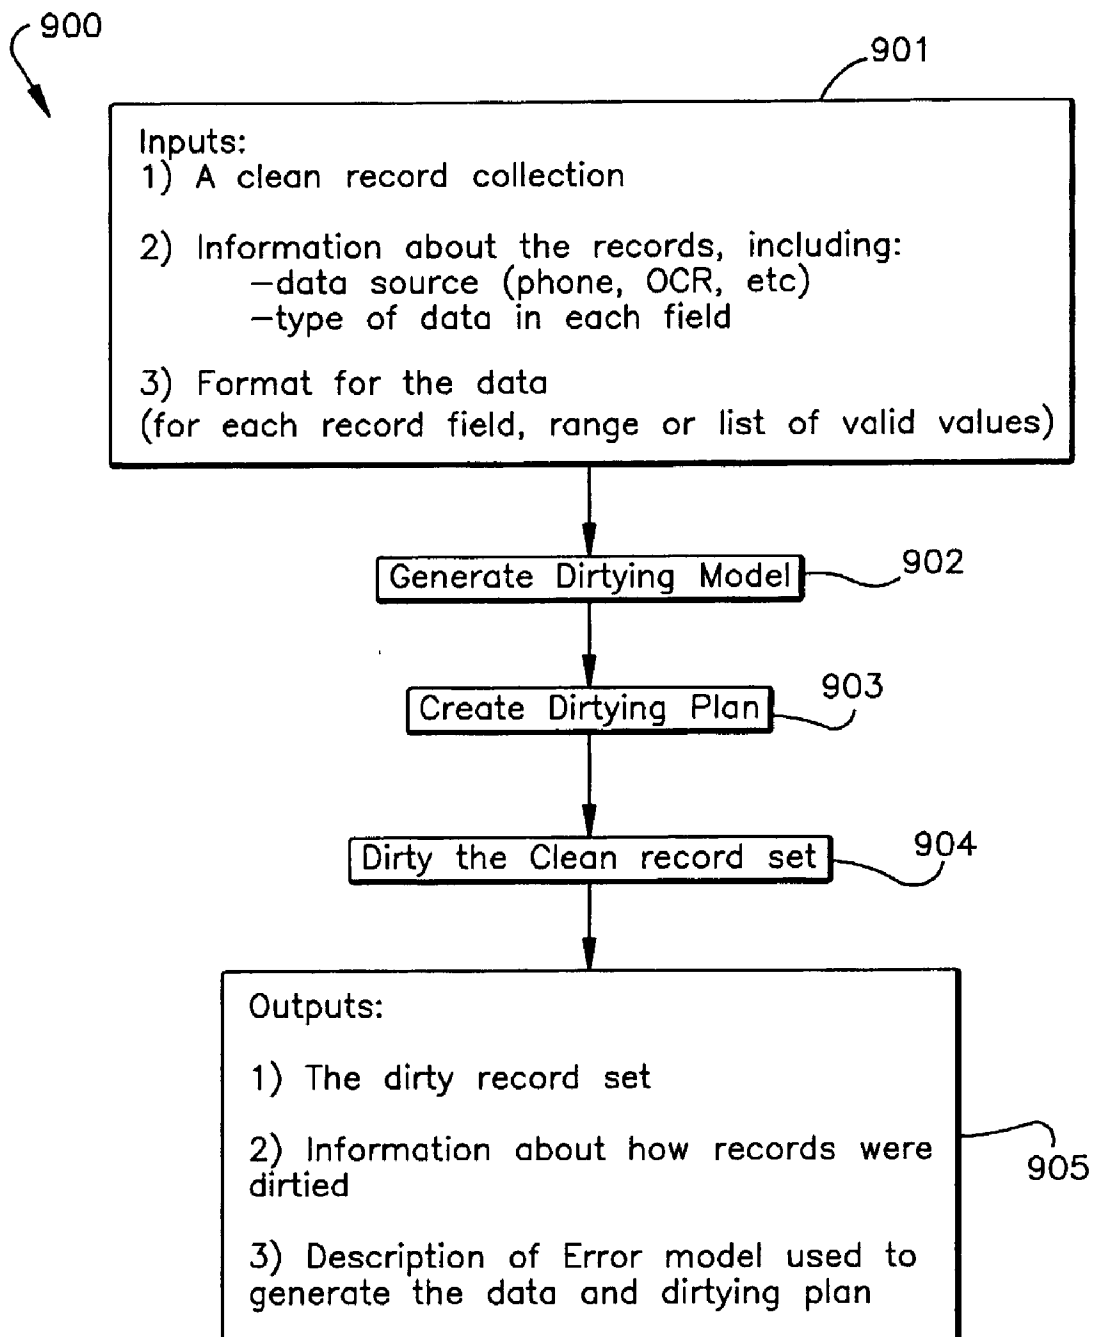 900
901
Inputs:
1) A clean record collection
2) Information about the records, including:
-data source (phone, OCR, etc)
-type of data in each field
3) Format for the data
(for each record field, range or list of valid values)
Generate Dirtying Model
902
Create Dirtying Plan
903
Dirty the Clean record set
904
Outputs:
1) The dirty record set
2) Information about how records were
dirtied
905
3) Description of Error model used to
generate the data and dirtying plan